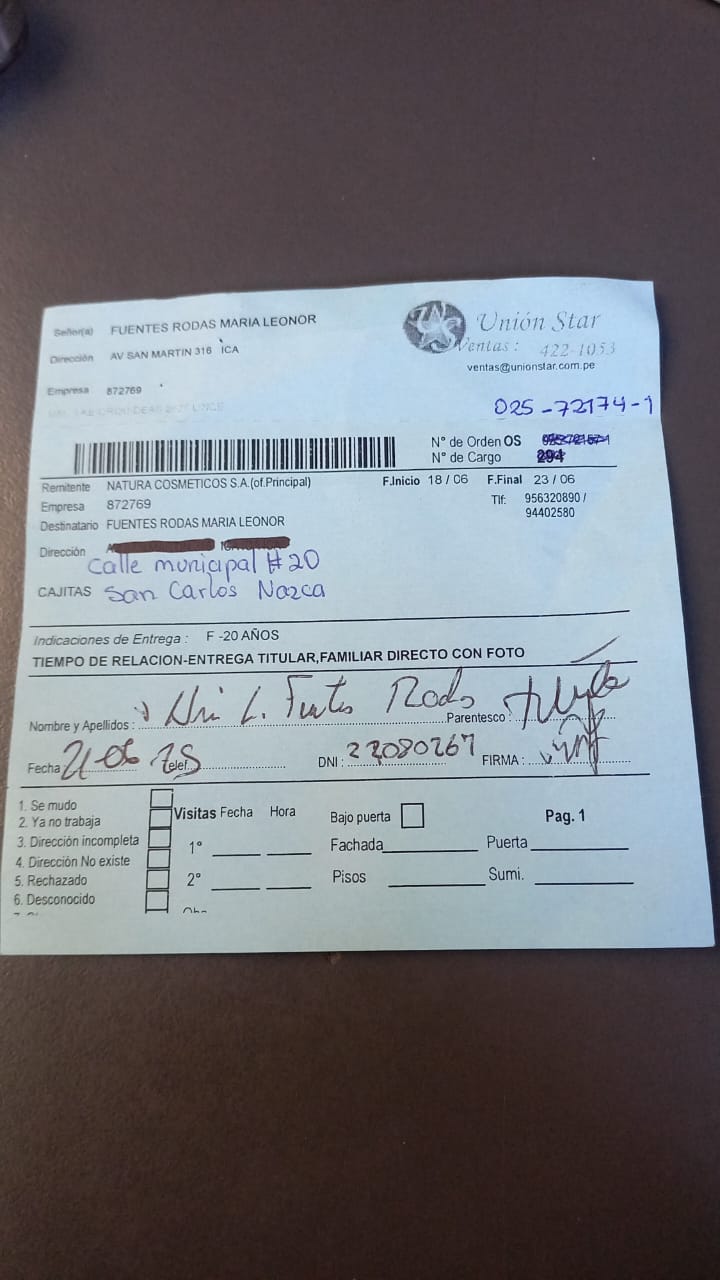 Señor(a) FUENTES RODAS MARIA LEONOR
Dirección AV SAN MARTIN 316 ICA
Empresa 872769
Unión Star
Ventas : 422-1053
ventas@unionstar.com.pe
025-72174-1
N° de Orden OS
N° de Cargo 294
Remitente NATURA COSMETICOS S.A.(of.Principal) F.Inicio 18 / 06 F.Final 23 / 06
Empresa 872769 Tlf: 956320890 /
94402580
Destinatario FUENTES RODAS MARIA LEONOR
Dirección
Calle municipal #20
CAJITAS San Carlos Nazca
Indicaciones de Entrega : F -20 AÑOS
TIEMPO DE RELACION-ENTREGA TITULAR,FAMILIAR DIRECTO CON FOTO
Nombre y Apellidos : L. Rodas Parentesco :
Fecha 21-06 Telef. DNI : 22080267 FIRMA :
1. Se mudo
2. Ya no trabaja
3. Dirección incompleta
4. Dirección No existe
5. Rechazado
6. Desconocido
Visitas Fecha Hora
1°
2°
Bajo puerta Pag. 1
Fachada Puerta
Pisos Sumi.